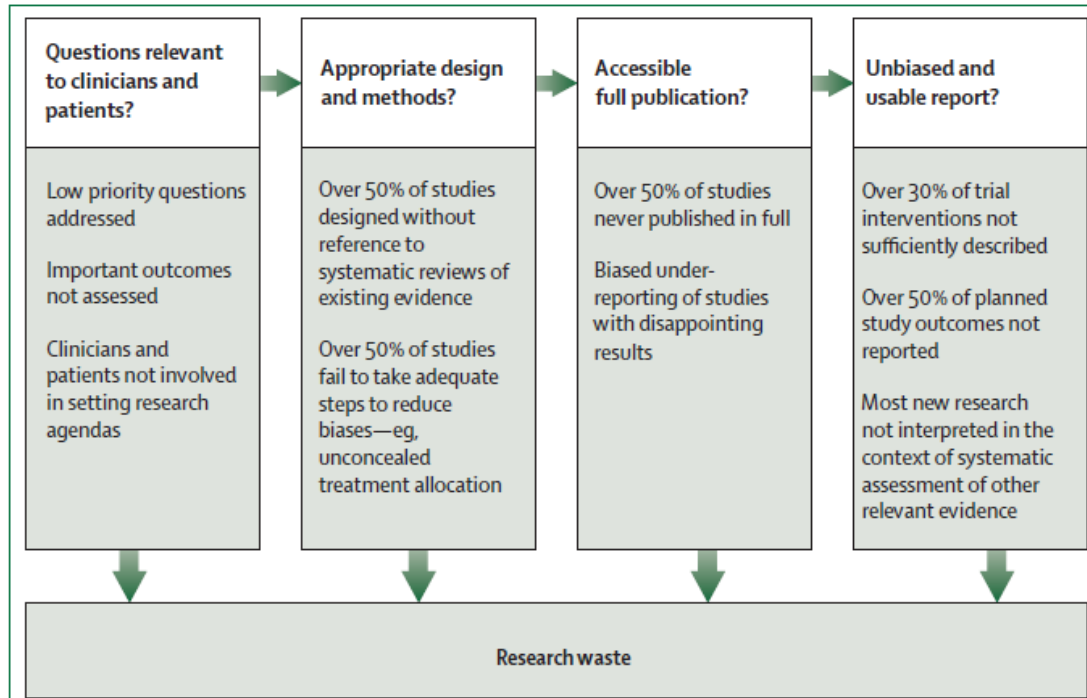 Questions relevant
to clinicians and
patients?
Low priority questions
addressed
Important outcomes
not assessed
Clinicians and
patients not involved
in setting research
agendas
Appropriate design
and methods?
Over 50% of studies
designed without
reference to
systematic reviews of
existing evidence
Over 50% of studies
fail to take adequate
steps to reduce
biases—eg,
unconcealed
treatment allocation
Accessible
full publication?
Over 50% of studies
never published in full
Biased under-
reporting of studies
with disappointing
results
Unbiased and
usable report?
Over 30% of trial
interventions not
sufficiently described
Over 50% of planned
study outcomes not
reported
Most new research
not interpreted in the
context of systematic
assessment of other
relevant evidence
Research waste